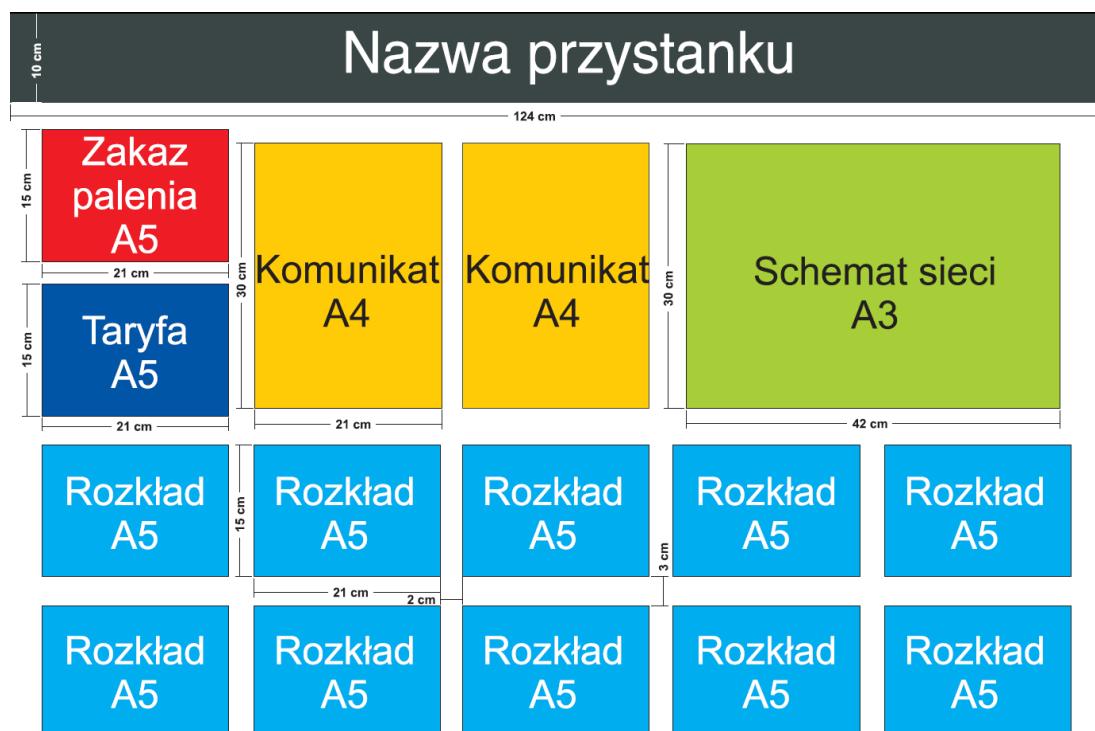 Nazwa przystanku
10 cm
124 cm
Zakaz
palenia
A5
15 cm
21 cm
Komunikat
A4
30 cm
21 cm
Komunikat
A4
Schemat sieci
A3
30 cm
42 cm
Taryfa
A5
15 cm
21 cm
Rozkład
A5
Rozkład
A5
15 cm
21 cm
Rozkład
A5
Rozkład
A5
Rozkład
A5
2 cm
3 cm
Rozkład
A5
Rozkład
A5
Rozkład
A5
Rozkład
A5
Rozkład
A5